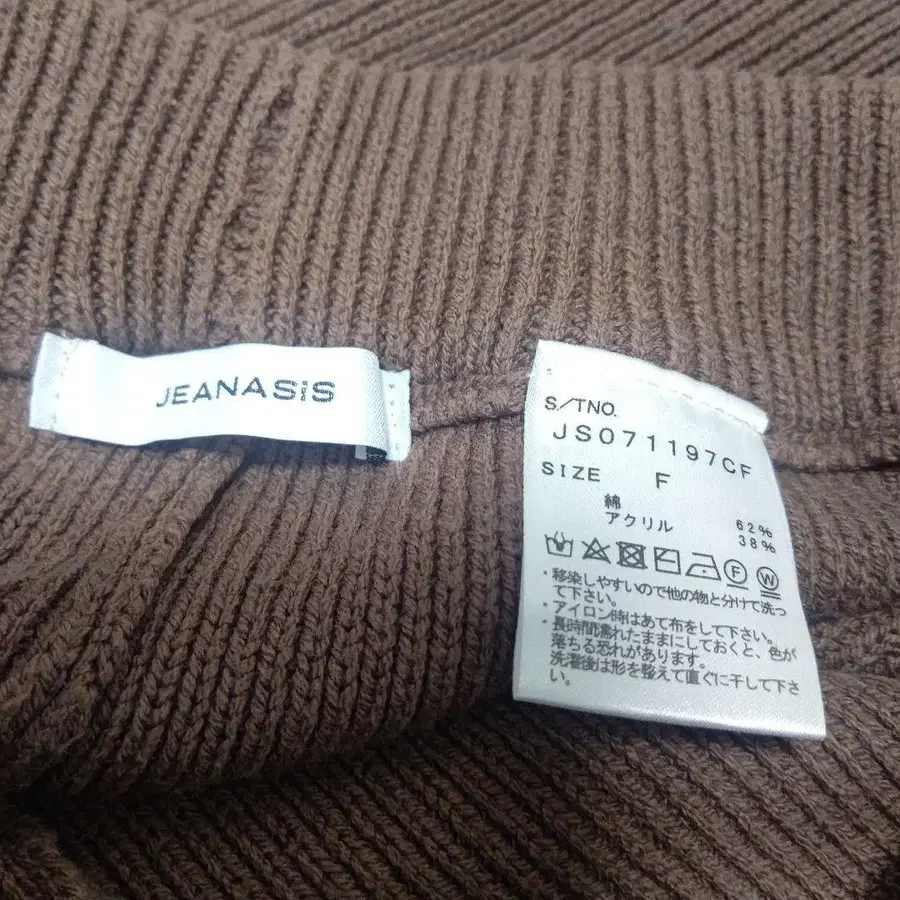 JEANASiS
S/TNO.
JS071197CF
SIZE F
綿 62%
アクリル 38%
F W
・移染しやすいので他の物と分けて洗っ
て下さい。
・アイロン時はあて布をして下さい。
・長時間濡れたままにしておくと、色が
落ちる恐れがあります。
洗濯後は形を整えて直ぐに干して下さ
い。